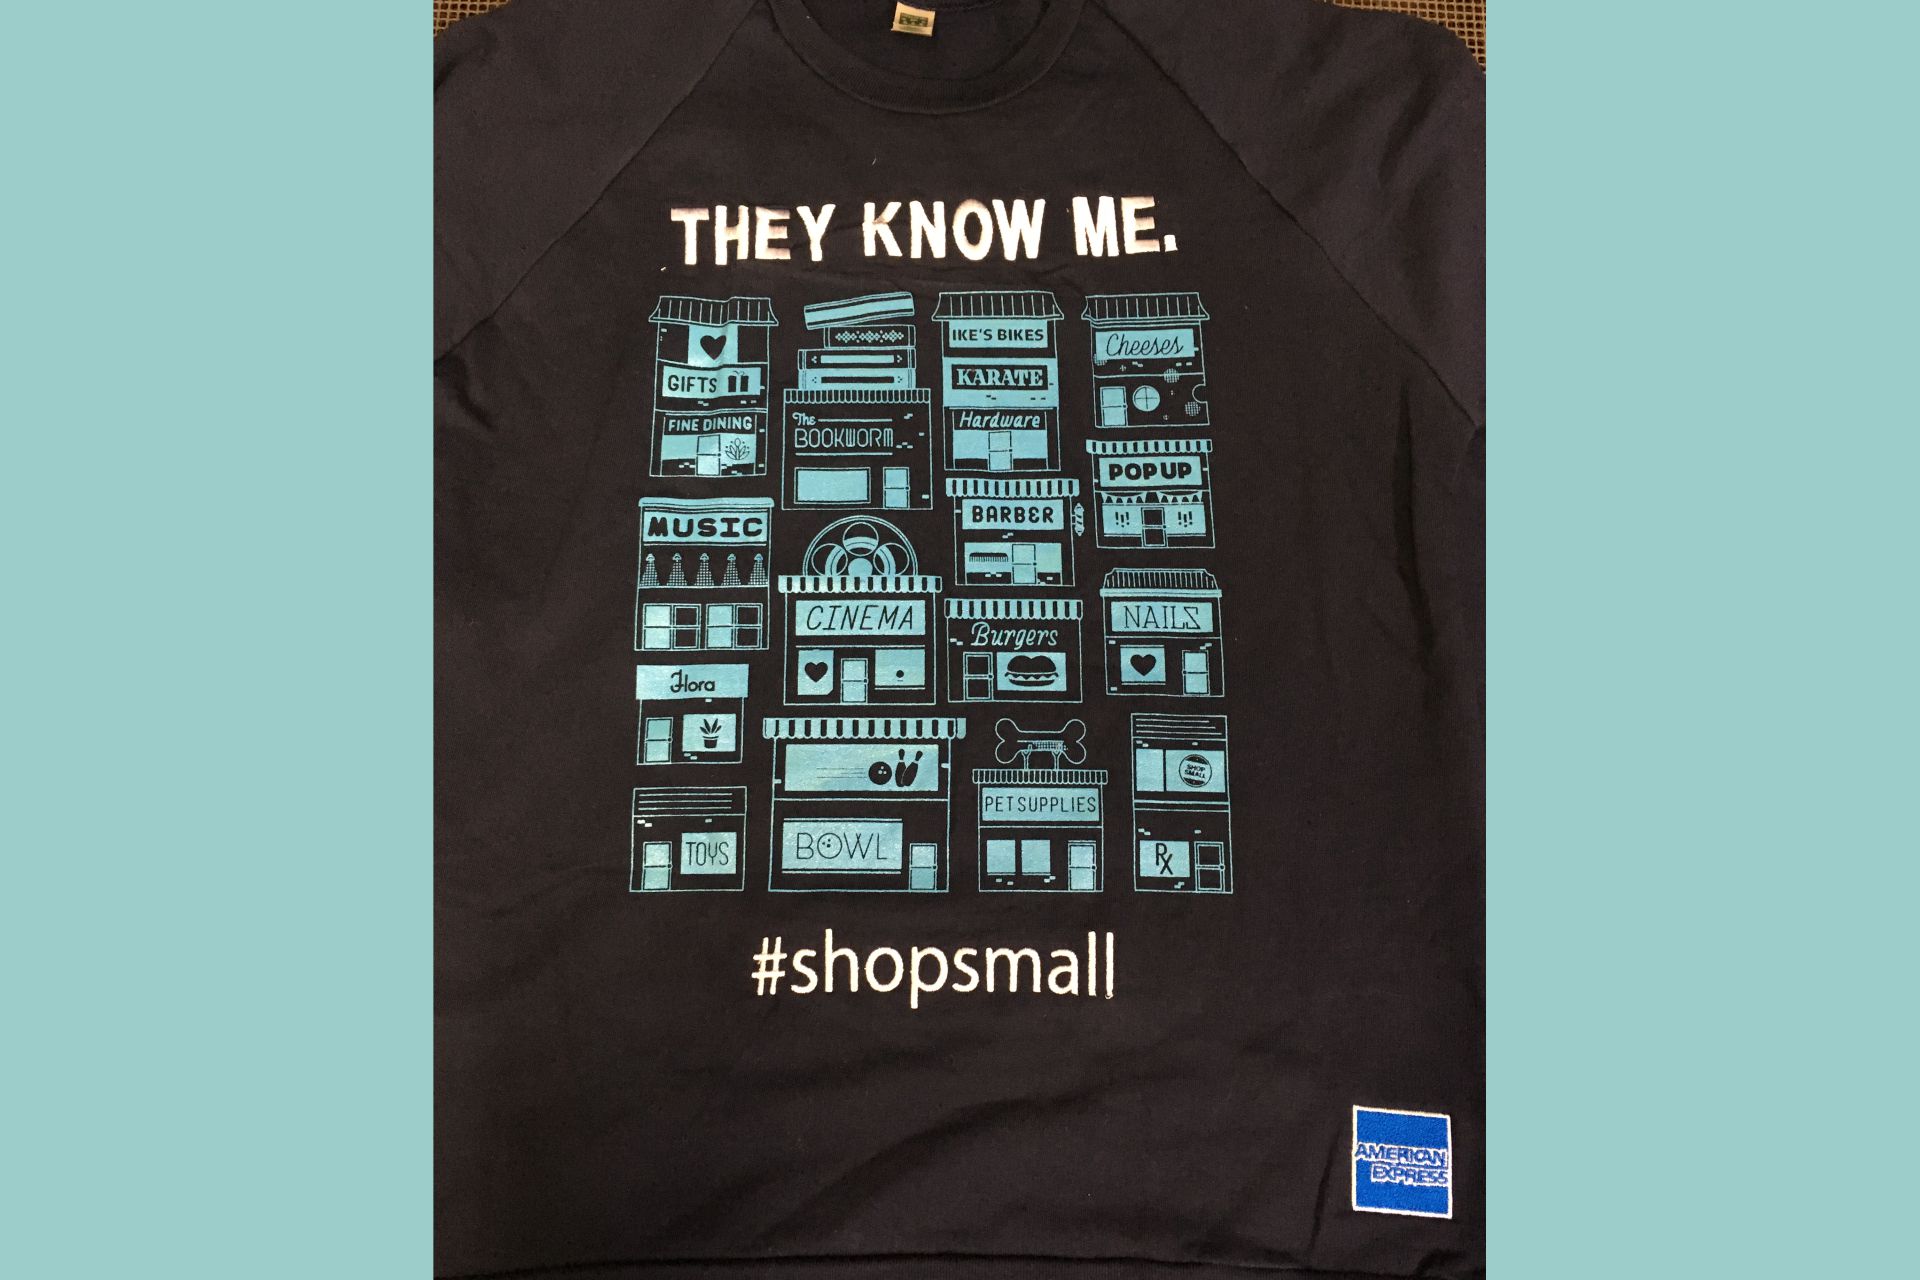 THEY KNOW ME.
GIFTS
FINE DINING
The
BOOKWORM
IKE'S BIKES
KARATE
Hardware
Cheeses
POP UP
!!! !!!
MUSIC
BARBER
CINEMA
Burgers
NAILS
Flora
BOWL
PET SUPPLIES
SHOP
SMALL
TOYS
RX
#shopsmall
AMERICAN
EXPRESS